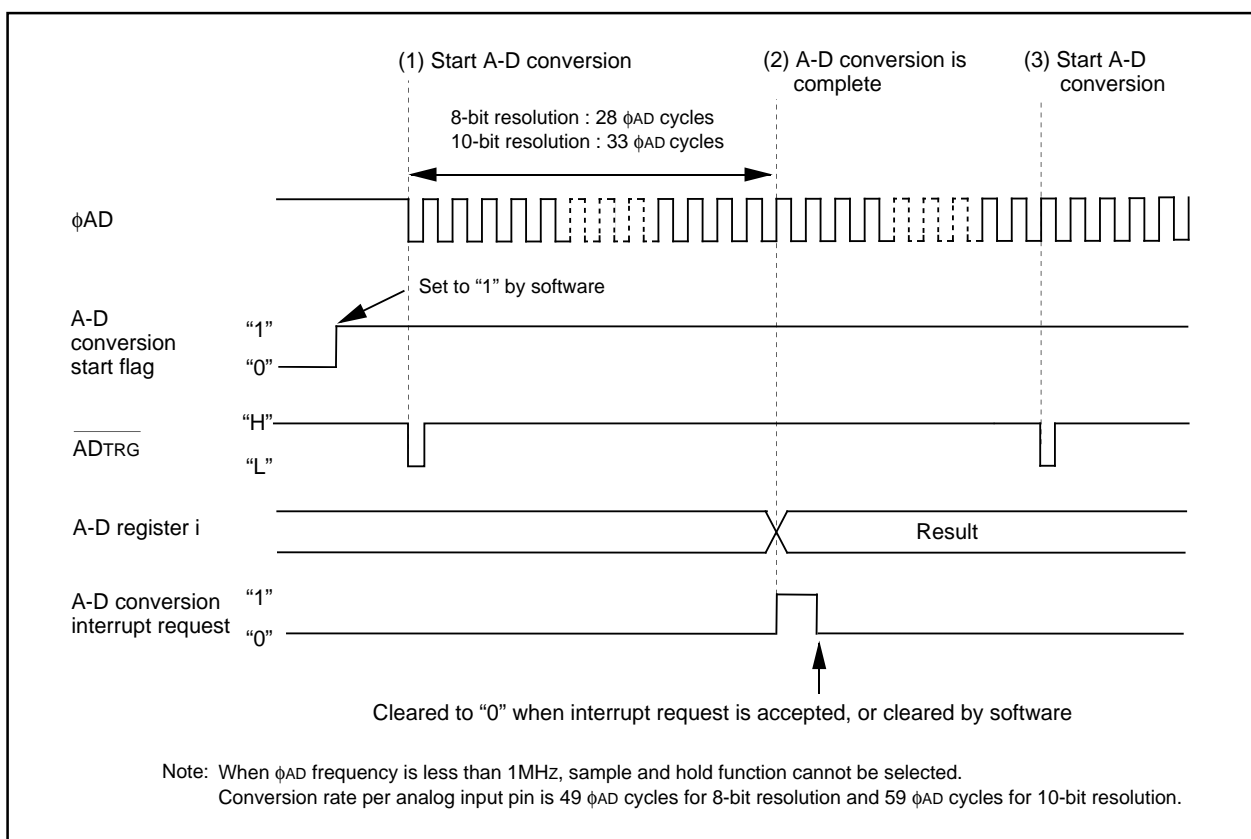 (1) Start A-D conversion
(2) A-D conversion is
complete
(3) Start A-D
conversion
8-bit resolution : 28 ϕAD cycles
10-bit resolution : 33 ϕAD cycles
ϕAD
Set to “1” by software
A-D
conversion
start flag
“1”
“0”
ADTRG
“H”
“L”
A-D register i
Result
A-D conversion
interrupt request
“1”
“0”
Cleared to “0” when interrupt request is accepted, or cleared by software
Note: When ϕAD frequency is less than 1MHZ, sample and hold function cannot be selected.
Conversion rate per analog input pin is 49 ϕAD cycles for 8-bit resolution and 59 ϕAD cycles for 10-bit resolution.